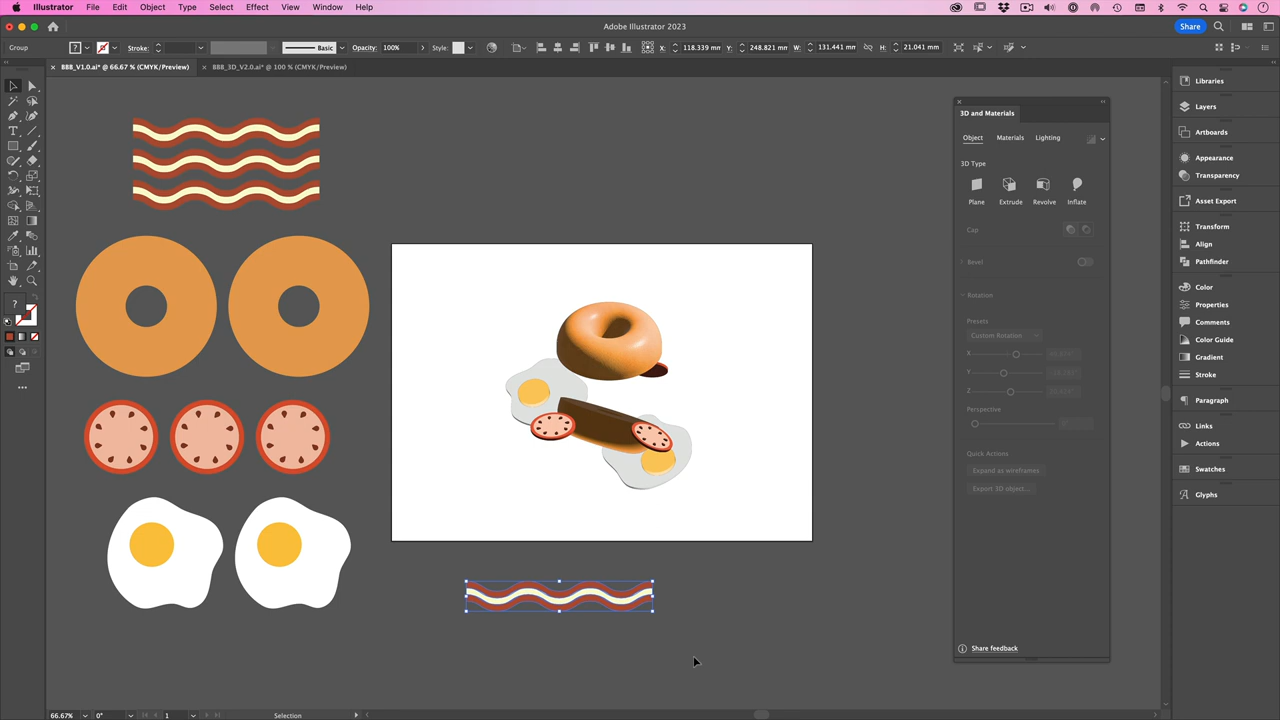 Illustrator File Edit Object Type Select Effect View Window Help
Adobe Illustrator 2023
Share
Group
?
Stroke:
Basic
Opacity: 100%
Style:
X: 118.339 mm
Y: 248.821 mm
W: 131.441 mm
H: 21.041 mm
BBB_V1.0.ai* @ 66.67 % (CMYK/Preview)
BBB_3D_V2.0.ai* @ 100 % (CMYK/Preview)
3D and Materials
Object Materials Lighting
3D Type
Plane Extrude Revolve Inflate
Cap
Bevel
Rotation
Presets
Custom Rotation
X
Y
Z
Perspective
Quick Actions
Expand as wireframes
Export 3D object...
Share feedback
Libraries
Layers
Artboards
Appearance
Transparency
Asset Export
Transform
Align
Pathfinder
Color
Properties
Comments
Color Guide
Gradient
Stroke
Paragraph
Links
Actions
Swatches
Glyphs
?
66.67% 0° 1 Selection